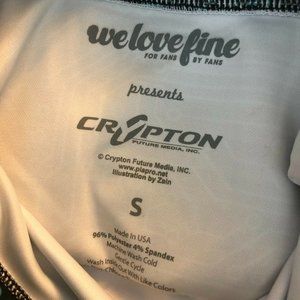 welovefine
FOR FANS BY FANS
presents
CRYPTON
FUTURE MEDIA, INC.
© Crypton Future Media, INC.
www.piapro.net
Illustration by Zain
S
Made in USA
96% Polyester 4% Spandex
Machine Wash Cold
Gentle Cycle
Wash Inside Out With Like Colors